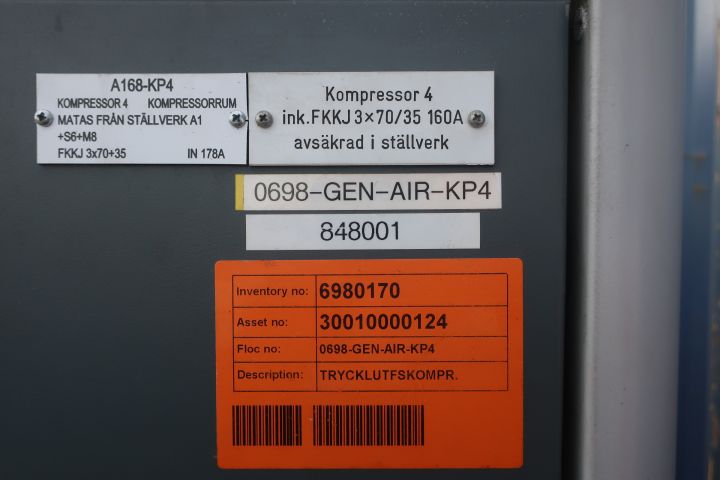 A168-KP4
KOMPRESSOR 4 KOMPRESSORRUM
MATAS FRÅN STÄLLVERK A1
+S6+M8
FKKJ 3x70+35 IN 178A
Kompressor 4
ink.FKKJ 3×70/35 160A
avsäkrad i ställverk
0698-GEN-AIR-KP4
848001
Inventory no: 6980170
Asset no: 30010000124
Floc no: 0698-GEN-AIR-KP4
Description: TRYCKLUTFSKOMPR.